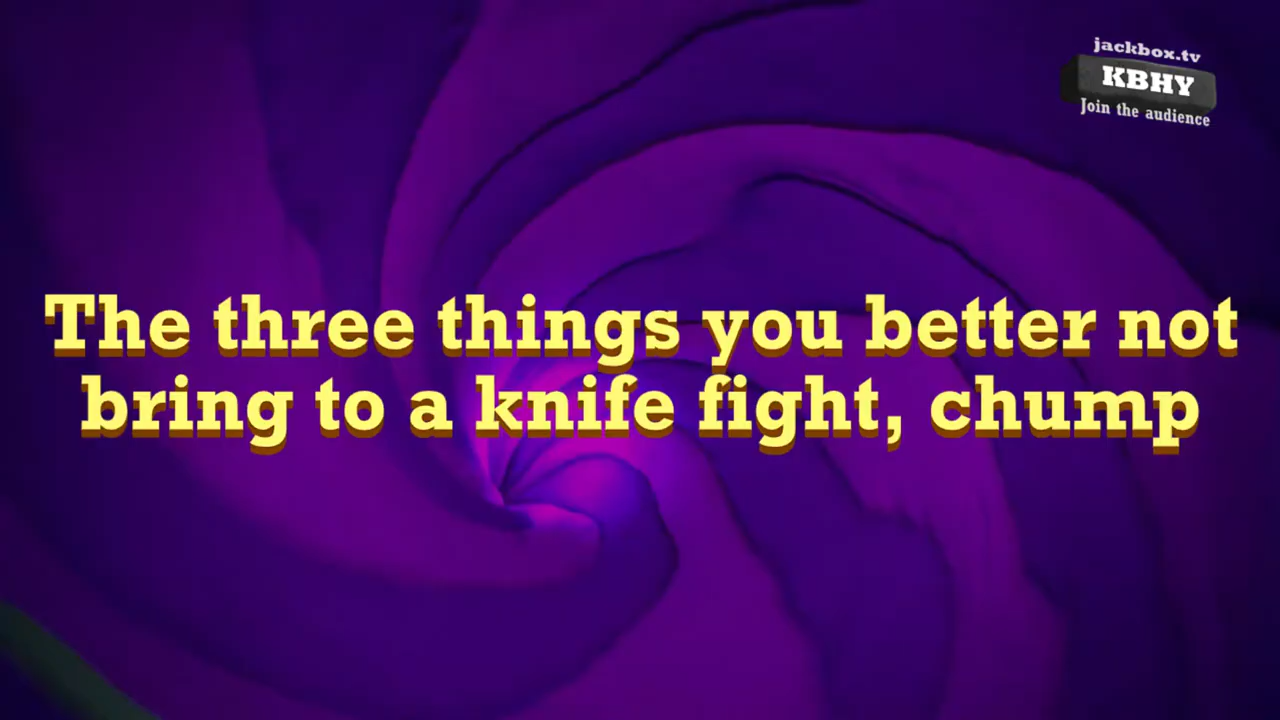 jackbox.tv
KBHY
Join the audience
The three things you better not
bring to a knife fight, chump